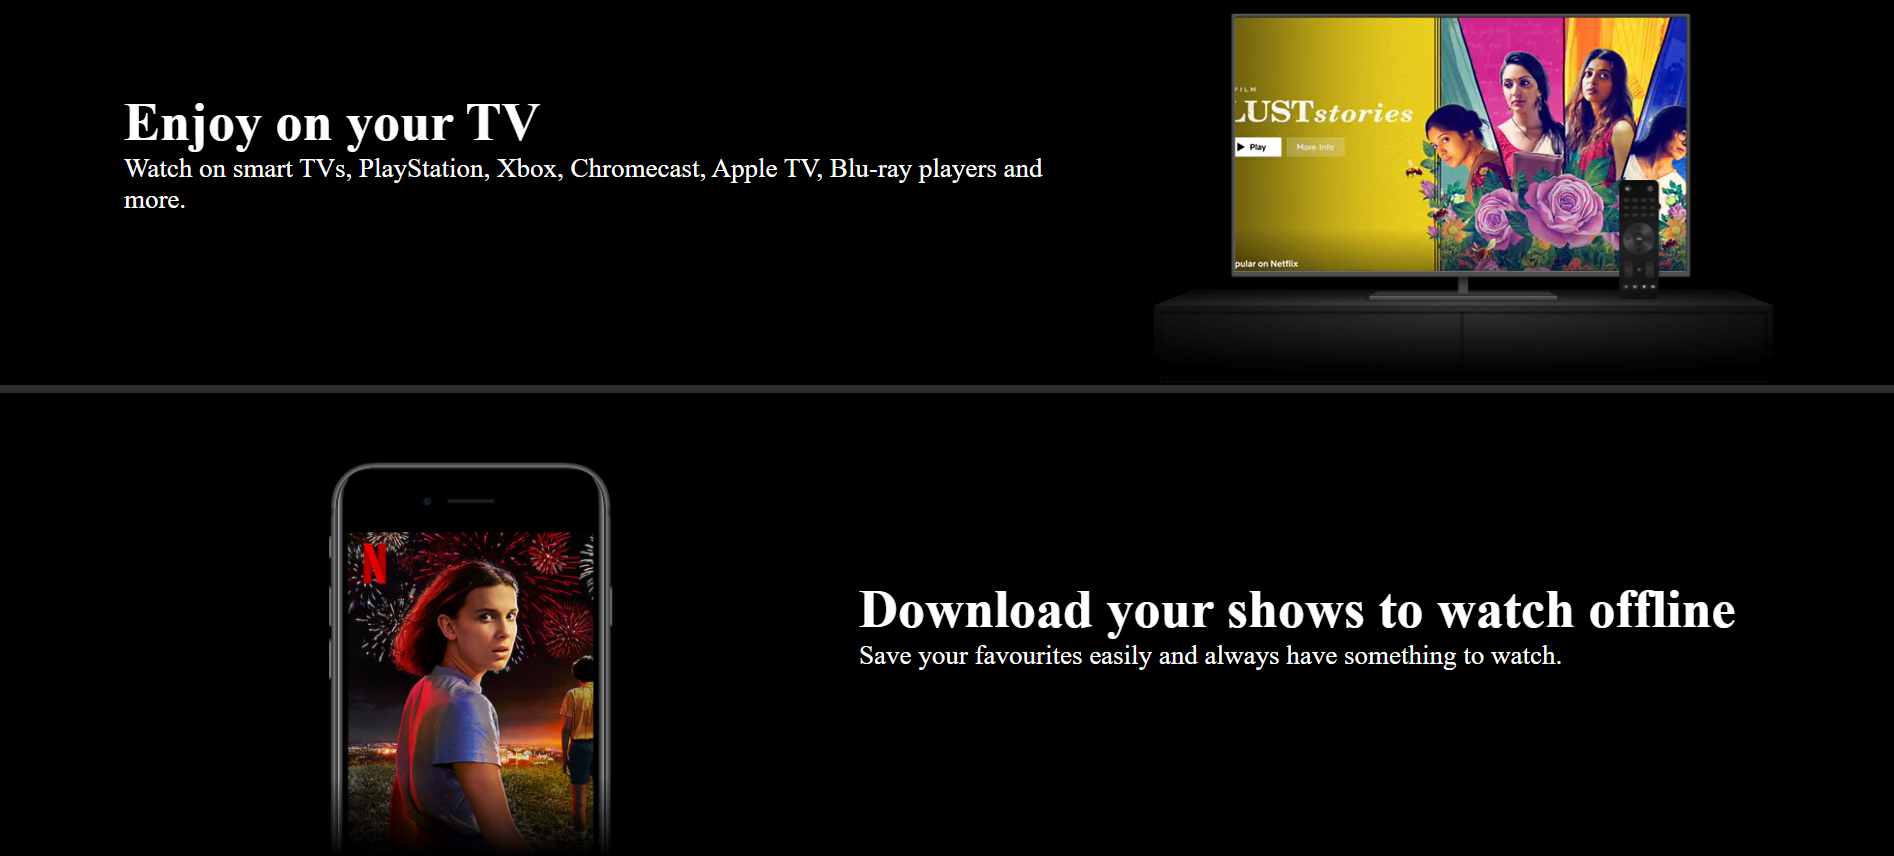 Enjoy on your TV
Watch on smart TVs, PlayStation, Xbox, Chromecast, Apple TV, Blu-ray players and
more.
FILM
LUST stories
Play
More Info
pular on Netflix
N
Download your shows to watch offline
Save your favourites easily and always have something to watch.